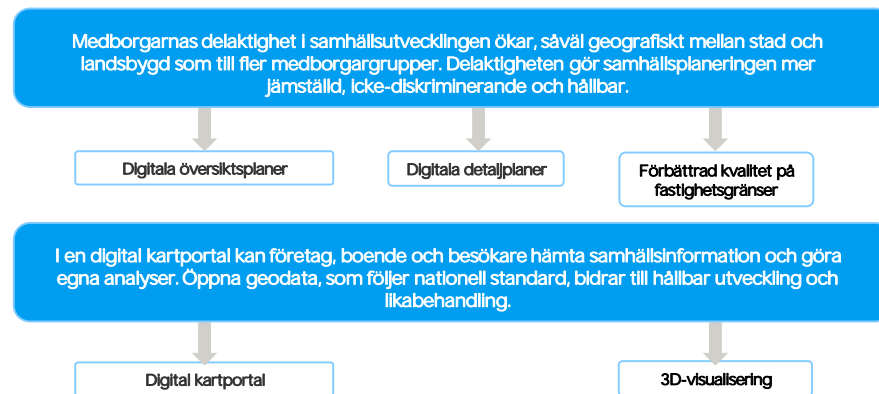 Medborgarnas delaktighet i samhällsutvecklingen ökar, såväl geografiskt mellan stad och
landsbygd som till fler medborgargrupper. Delaktigheten gör samhällsplaneringen mer
jämställd, icke-diskriminerande och hållbar.
Digitala översiktsplaner
Digitala detaljplaner
Förbättrad kvalitet på
fastighetsgränser
I en digital kartportal kan företag, boende och besökare hämta samhällsinformation och göra
egna analyser. Öppna geodata, som följer nationell standard, bidrar till hållbar utveckling och
likabehandling.
Digital kartportal
3D-visualisering